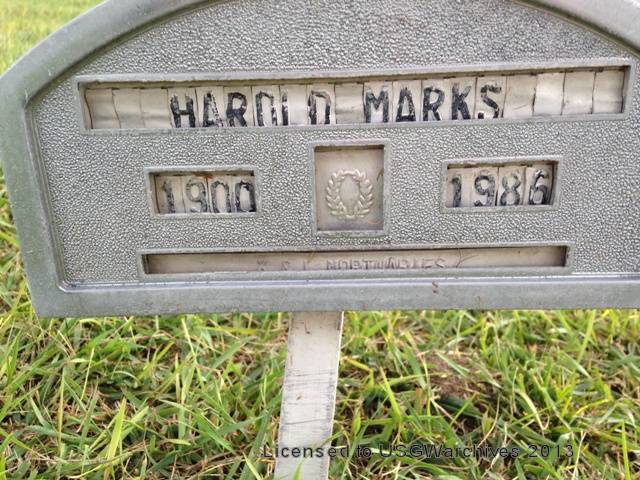 HAROLD MARKS
1900 1986
Licensed to USGWarchives 2013